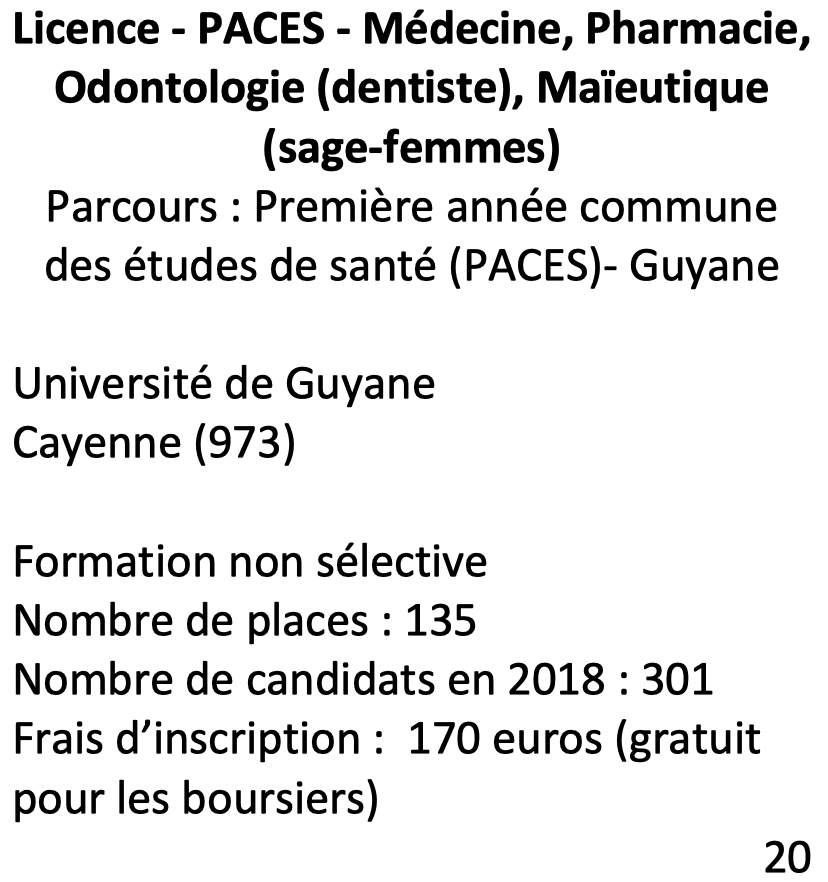 Licence - PACES - Médecine, Pharmacie,
Odontologie (dentiste), Maïeutique
(sage-femmes)
Parcours : Première année commune
des études de santé (PACES)- Guyane
Université de Guyane
Cayenne (973)
Formation non sélective
Nombre de places : 135
Nombre de candidats en 2018 : 301
Frais d’inscription :  170 euros (gratuit
pour les boursiers)
20